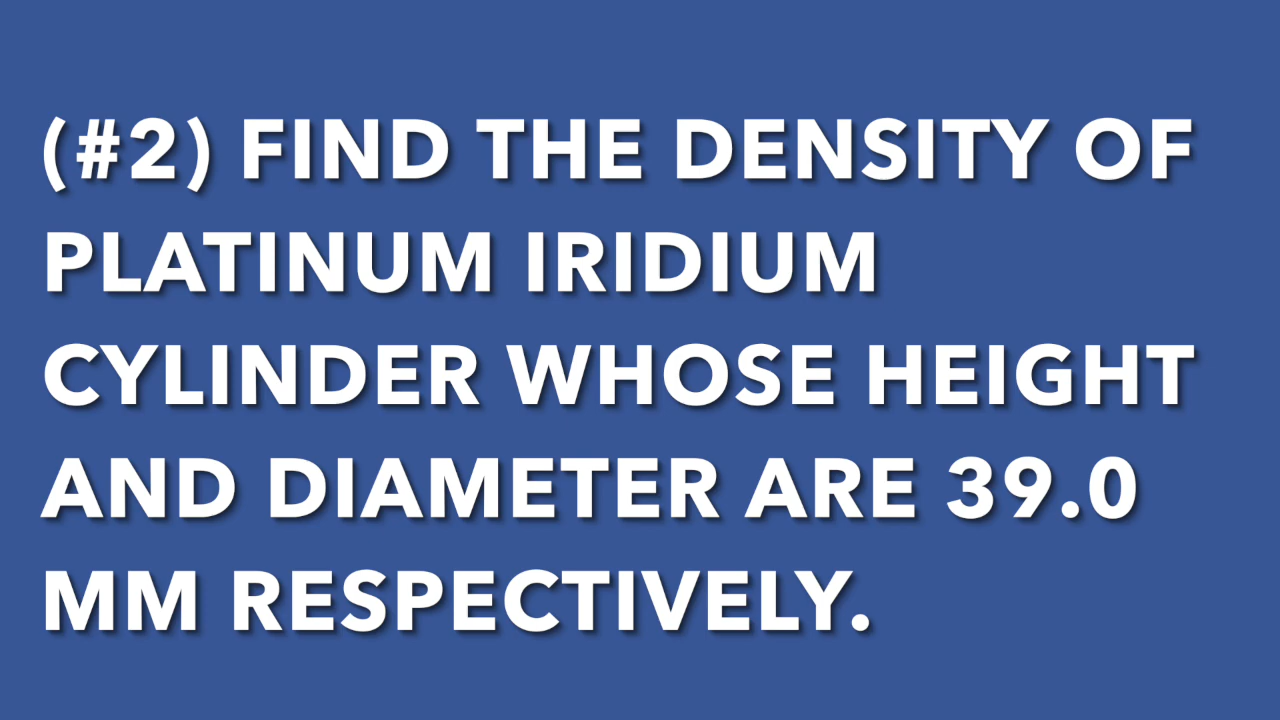 (#2) FIND THE DENSITY OF
PLATINUM IRIDIUM
CYLINDER WHOSE HEIGHT
AND DIAMETER ARE 39.0
MM RESPECTIVELY.